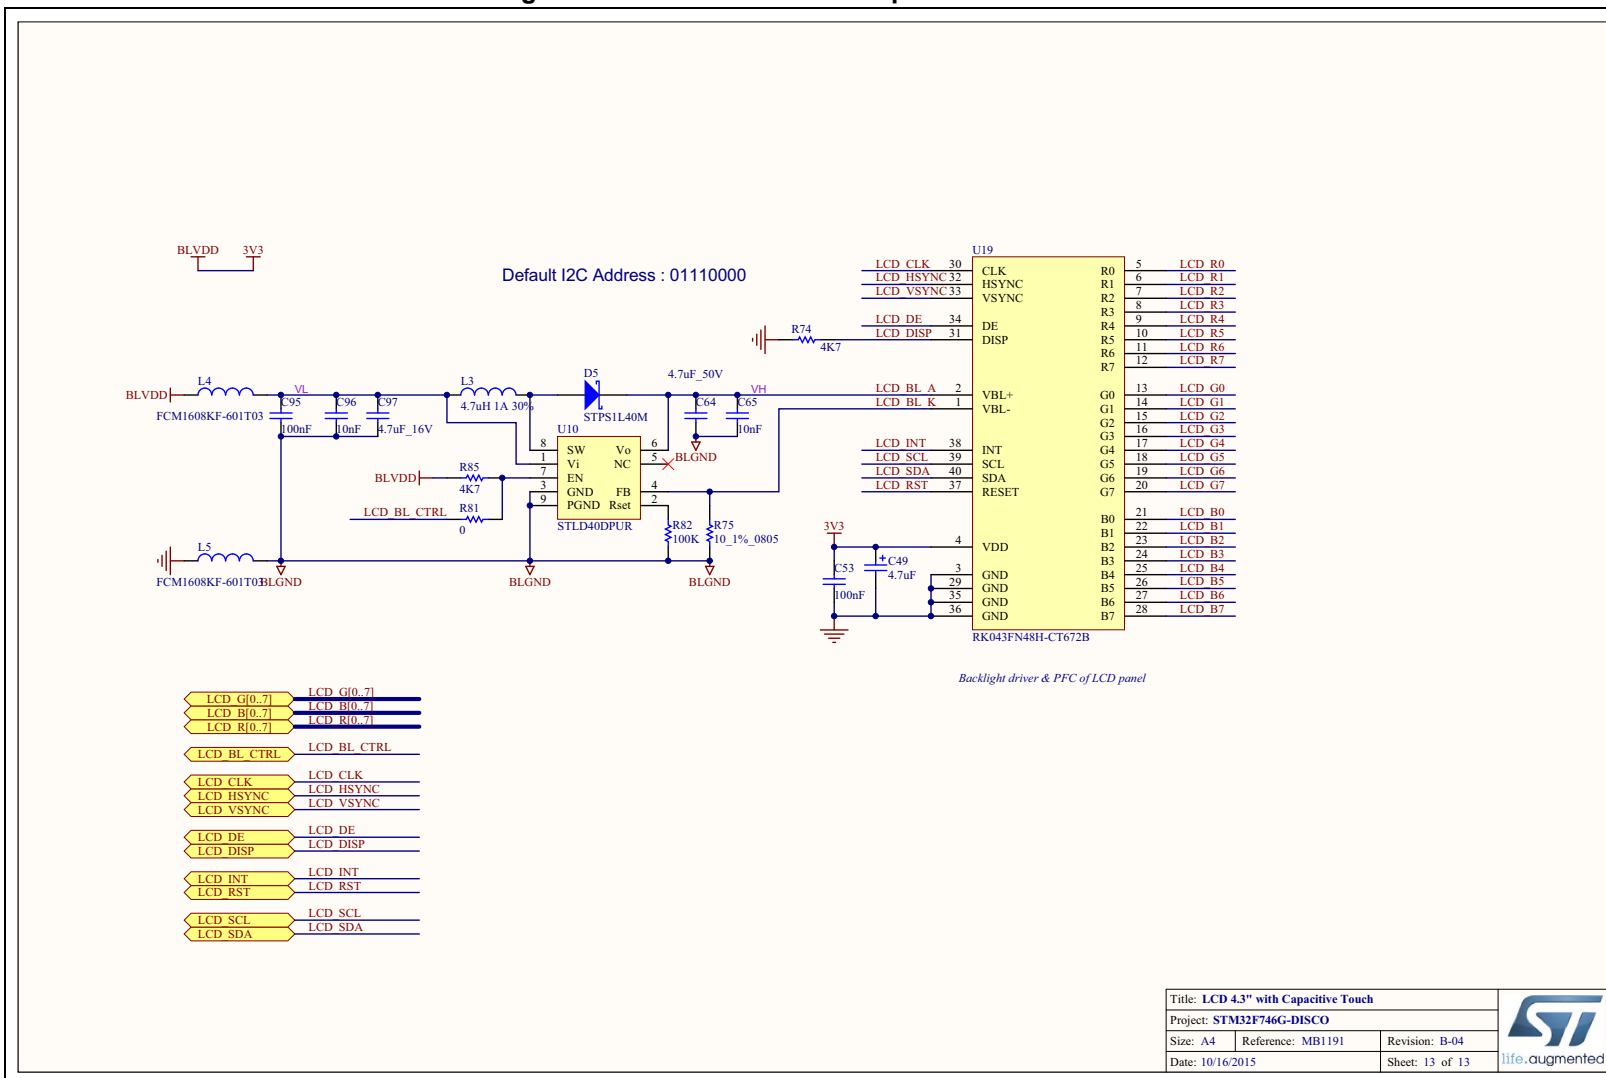 BLVDD 3V3
Default I2C Address : 01110000
L4
BLVDD
FCM1608KF-601T03
VL
C95
100nF
C96
10nF
C97
4.7uF_16V
L3
4.7uH 1A 30%
D5
STPS1L40M
4.7uF_50V
VH
C64
C65
10nF
BLGND
U10
8 SW Vo 6
1 Vi NC 5
7 EN
3 GND FB 4
9 PGND Rset 2
STLD40DPUR
BLVDD
R85
4K7
LCD_BL_CTRL
R81
0
R82
100K
R75
10_1%_0805
L5
FCM1608KF-601T03
BLGND
BLGND
BLGND
R74
4K7
U19
LCD_CLK 30 CLK R0 5 LCD_R0
LCD_HSYNC 32 HSYNC R1 6 LCD_R1
LCD_VSYNC 33 VSYNC R2 7 LCD_R2
R3 8 LCD_R3
LCD_DE 34 DE R4 9 LCD_R4
LCD_DISP 31 DISP R5 10 LCD_R5
R6 11 LCD_R6
R7 12 LCD_R7
LCD_BL_A 2 VBL+ G0 13 LCD_G0
LCD_BL_K 1 VBL- G1 14 LCD_G1
G2 15 LCD_G2
G3 16 LCD_G3
LCD_INT 38 INT G4 17 LCD_G4
LCD_SCL 39 SCL G5 18 LCD_G5
LCD_SDA 40 SDA G6 19 LCD_G6
LCD_RST 37 RESET G7 20 LCD_G7
B0 21 LCD_B0
B1 22 LCD_B1
4 VDD B2 23 LCD_B2
B3 24 LCD_B3
3 GND B4 25 LCD_B4
29 GND B5 26 LCD_B5
35 GND B6 27 LCD_B6
36 GND B7 28 LCD_B7
RK043FN48H-CT672B
3V3
C53
100nF
C49
4.7uF
+
Backlight driver & PFC of LCD panel
LCD_G[0..7] LCD_G[0..7]
LCD_B[0..7] LCD_B[0..7]
LCD_R[0..7] LCD_R[0..7]
LCD_BL_CTRL LCD_BL_CTRL
LCD_CLK LCD_CLK
LCD_HSYNC LCD_HSYNC
LCD_VSYNC LCD_VSYNC
LCD_DE LCD_DE
LCD_DISP LCD_DISP
LCD_INT LCD_INT
LCD_RST LCD_RST
LCD_SCL LCD_SCL
LCD_SDA LCD_SDA
Title: LCD 4.3" with Capacitive Touch
Project: STM32F746G-DISCO
Size: A4 Reference: MB1191 Revision: B-04
Date: 10/16/2015 Sheet: 13 of 13
ST
life.augmented